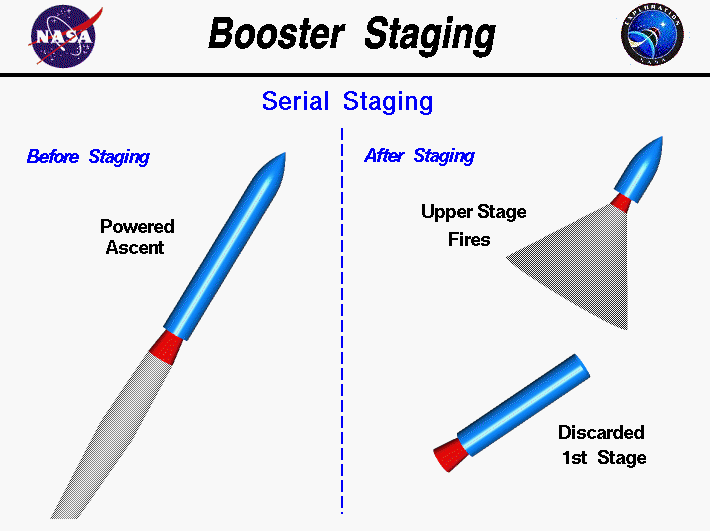 NASA
Booster Staging
EXPLORATION
NASA
Serial Staging
Before Staging
Powered
Ascent
After Staging
Upper Stage
Fires
Discarded
1st Stage